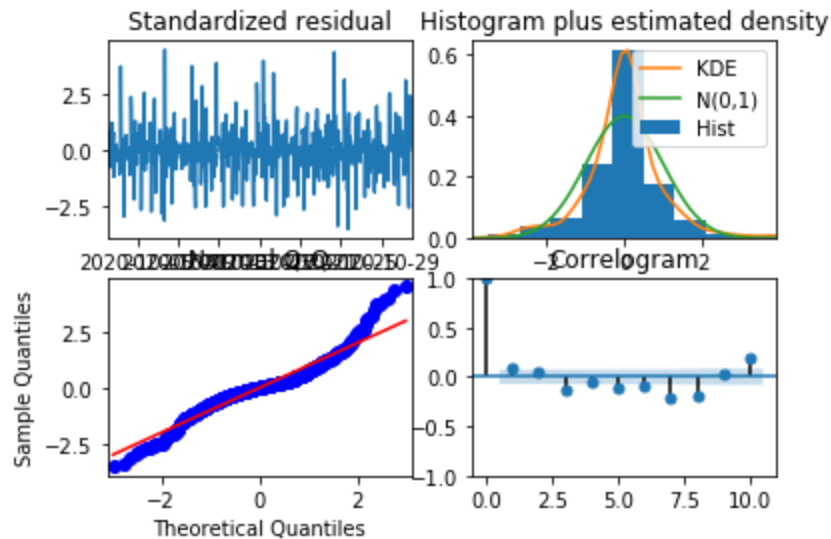 Standardized residual
Histogram plus estimated density
2.5
0.0
−2.5
0.6
0.4
0.2
0.0
KDE
N(0,1)
Hist
−2
0
2
Normal Q-Q
Correlogram
Sample Quantiles
2.5
0.0
−2.5
−2
0
2
Theoretical Quantiles
1.0
0.5
0.0
−0.5
−1.0
0.0
2.5
5.0
7.5
10.0